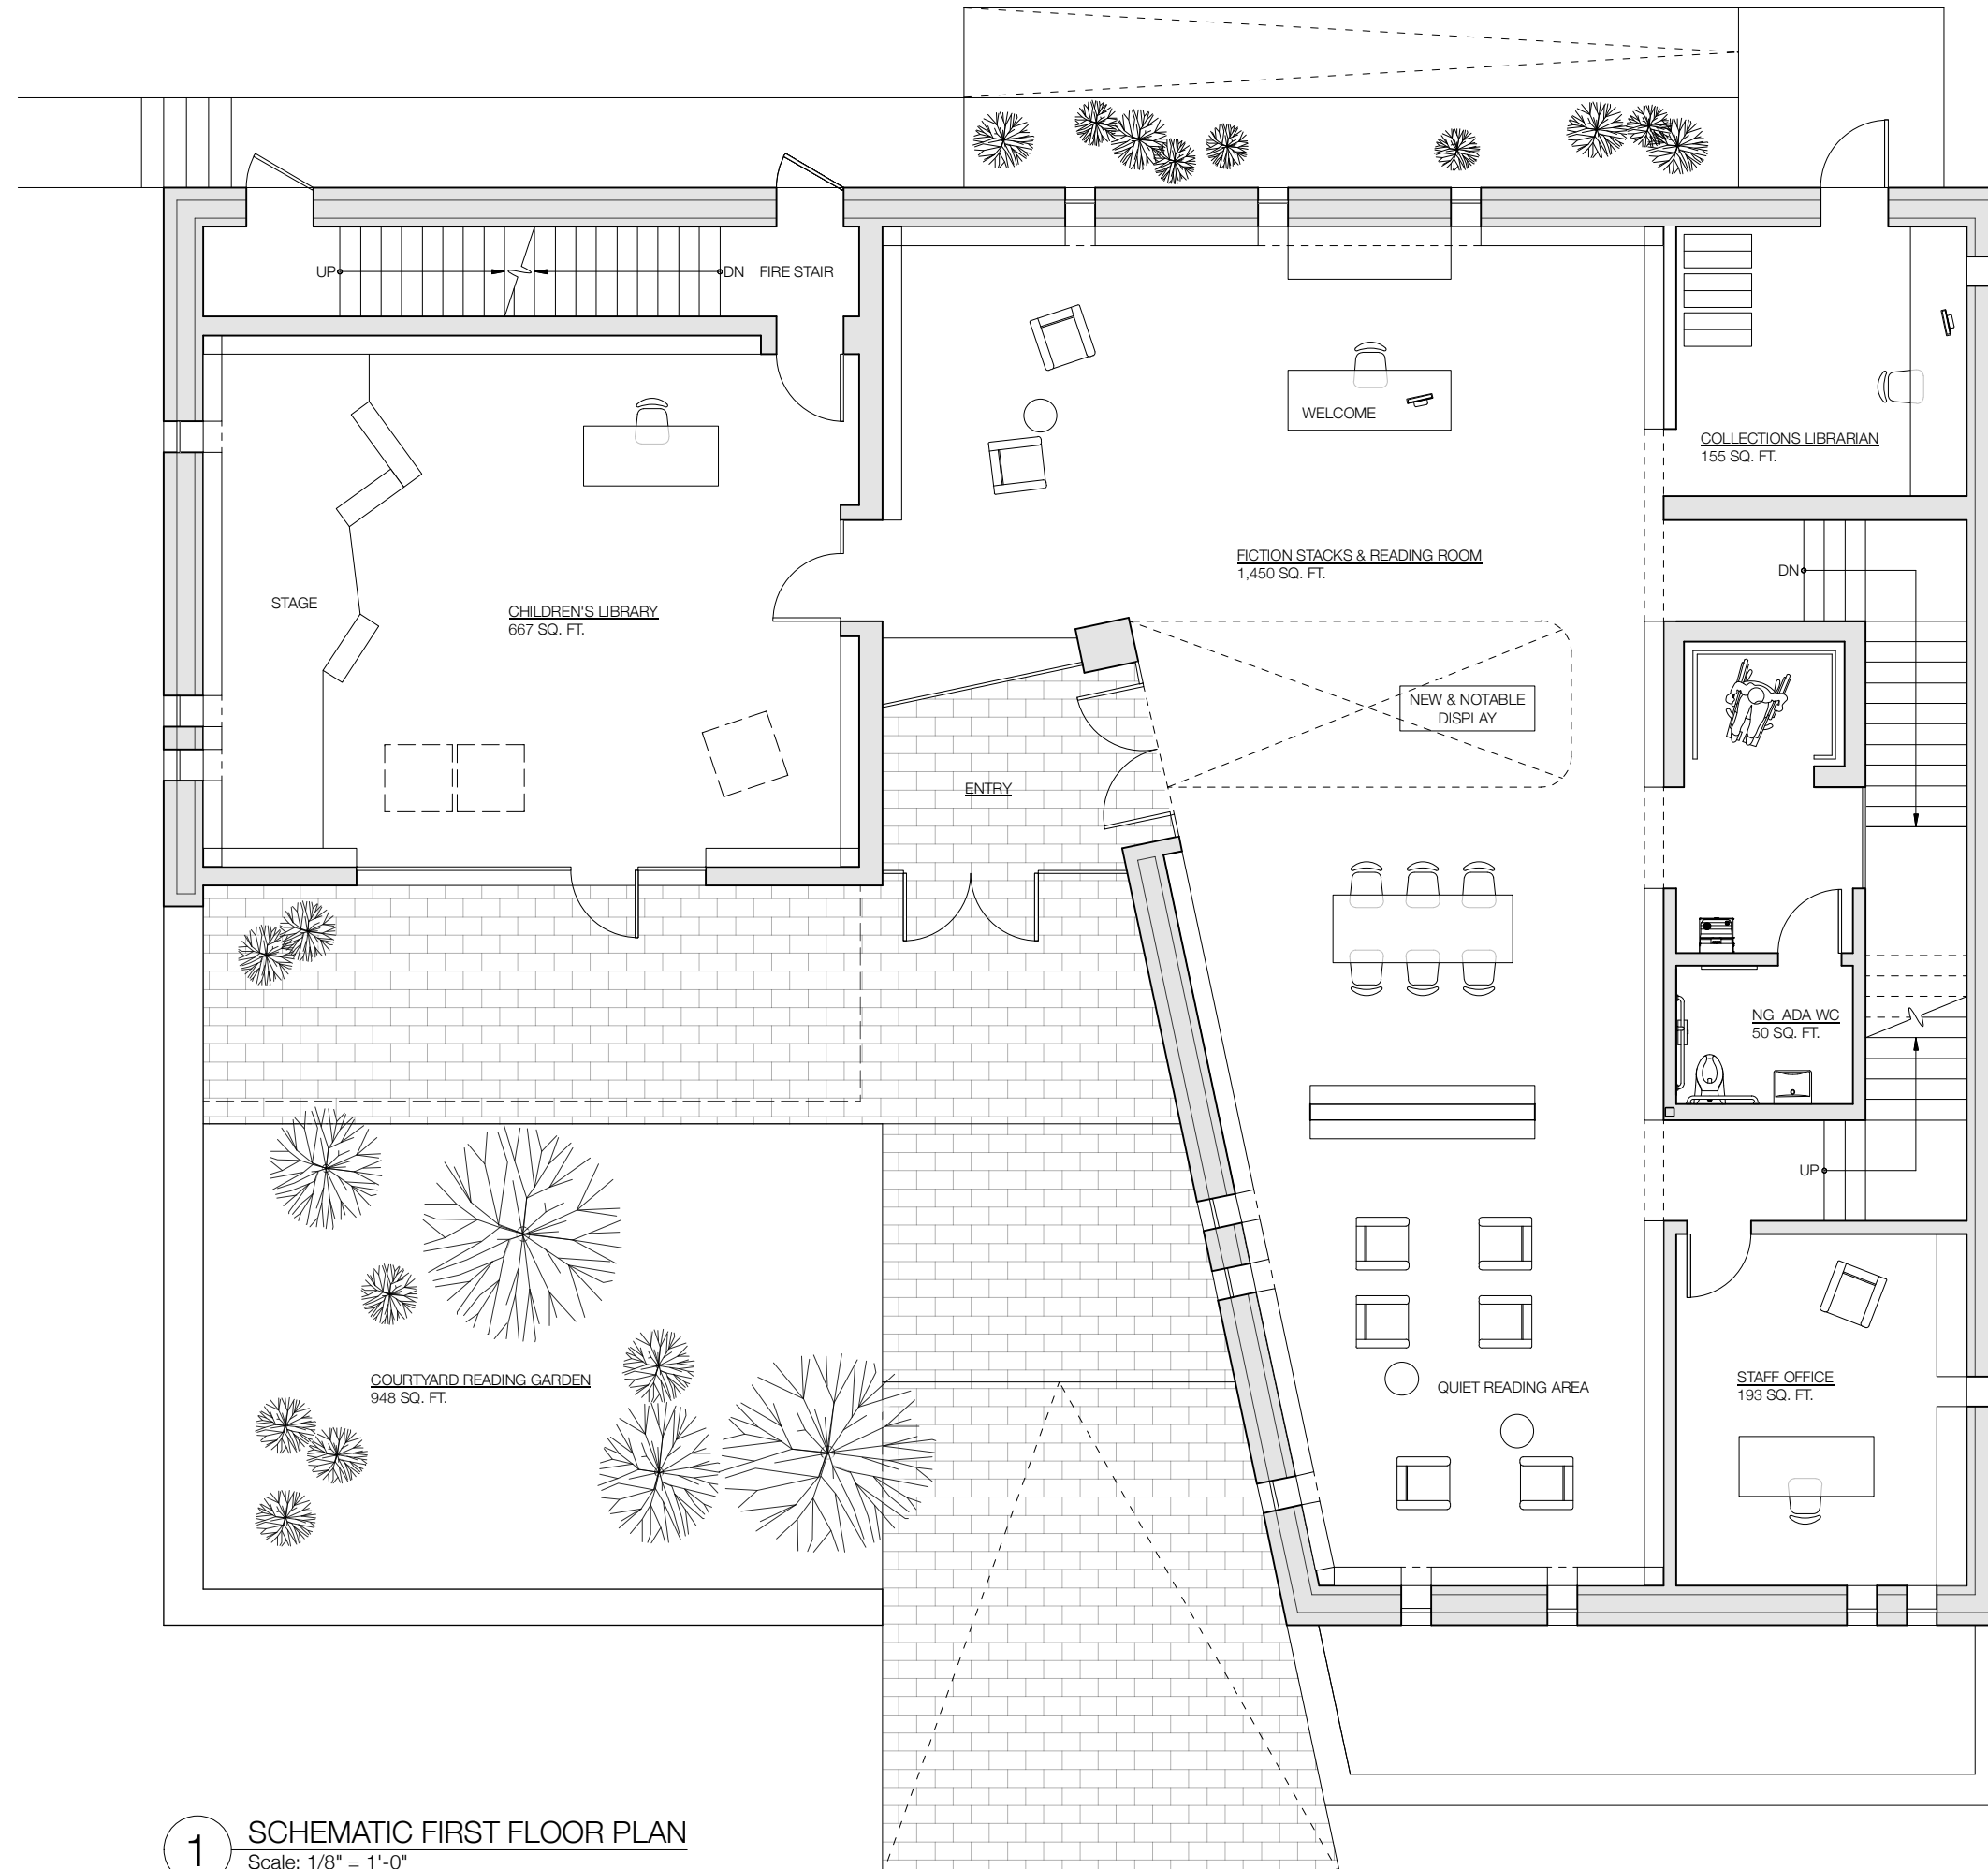 UP
DN
FIRE STAIR
WELCOME
COLLECTIONS LIBRARIAN
155 SQ. FT.
FICTION STACKS & READING ROOM
1,450 SQ. FT.
DN
STAGE
CHILDREN'S LIBRARY
667 SQ. FT.
NEW & NOTABLE
DISPLAY
ENTRY
NG ADA WC
50 SQ. FT.
UP
COURTYARD READING GARDEN
948 SQ. FT.
QUIET READING AREA
STAFF OFFICE
193 SQ. FT.
1
SCHEMATIC FIRST FLOOR PLAN
Scale: 1/8" = 1'-0"